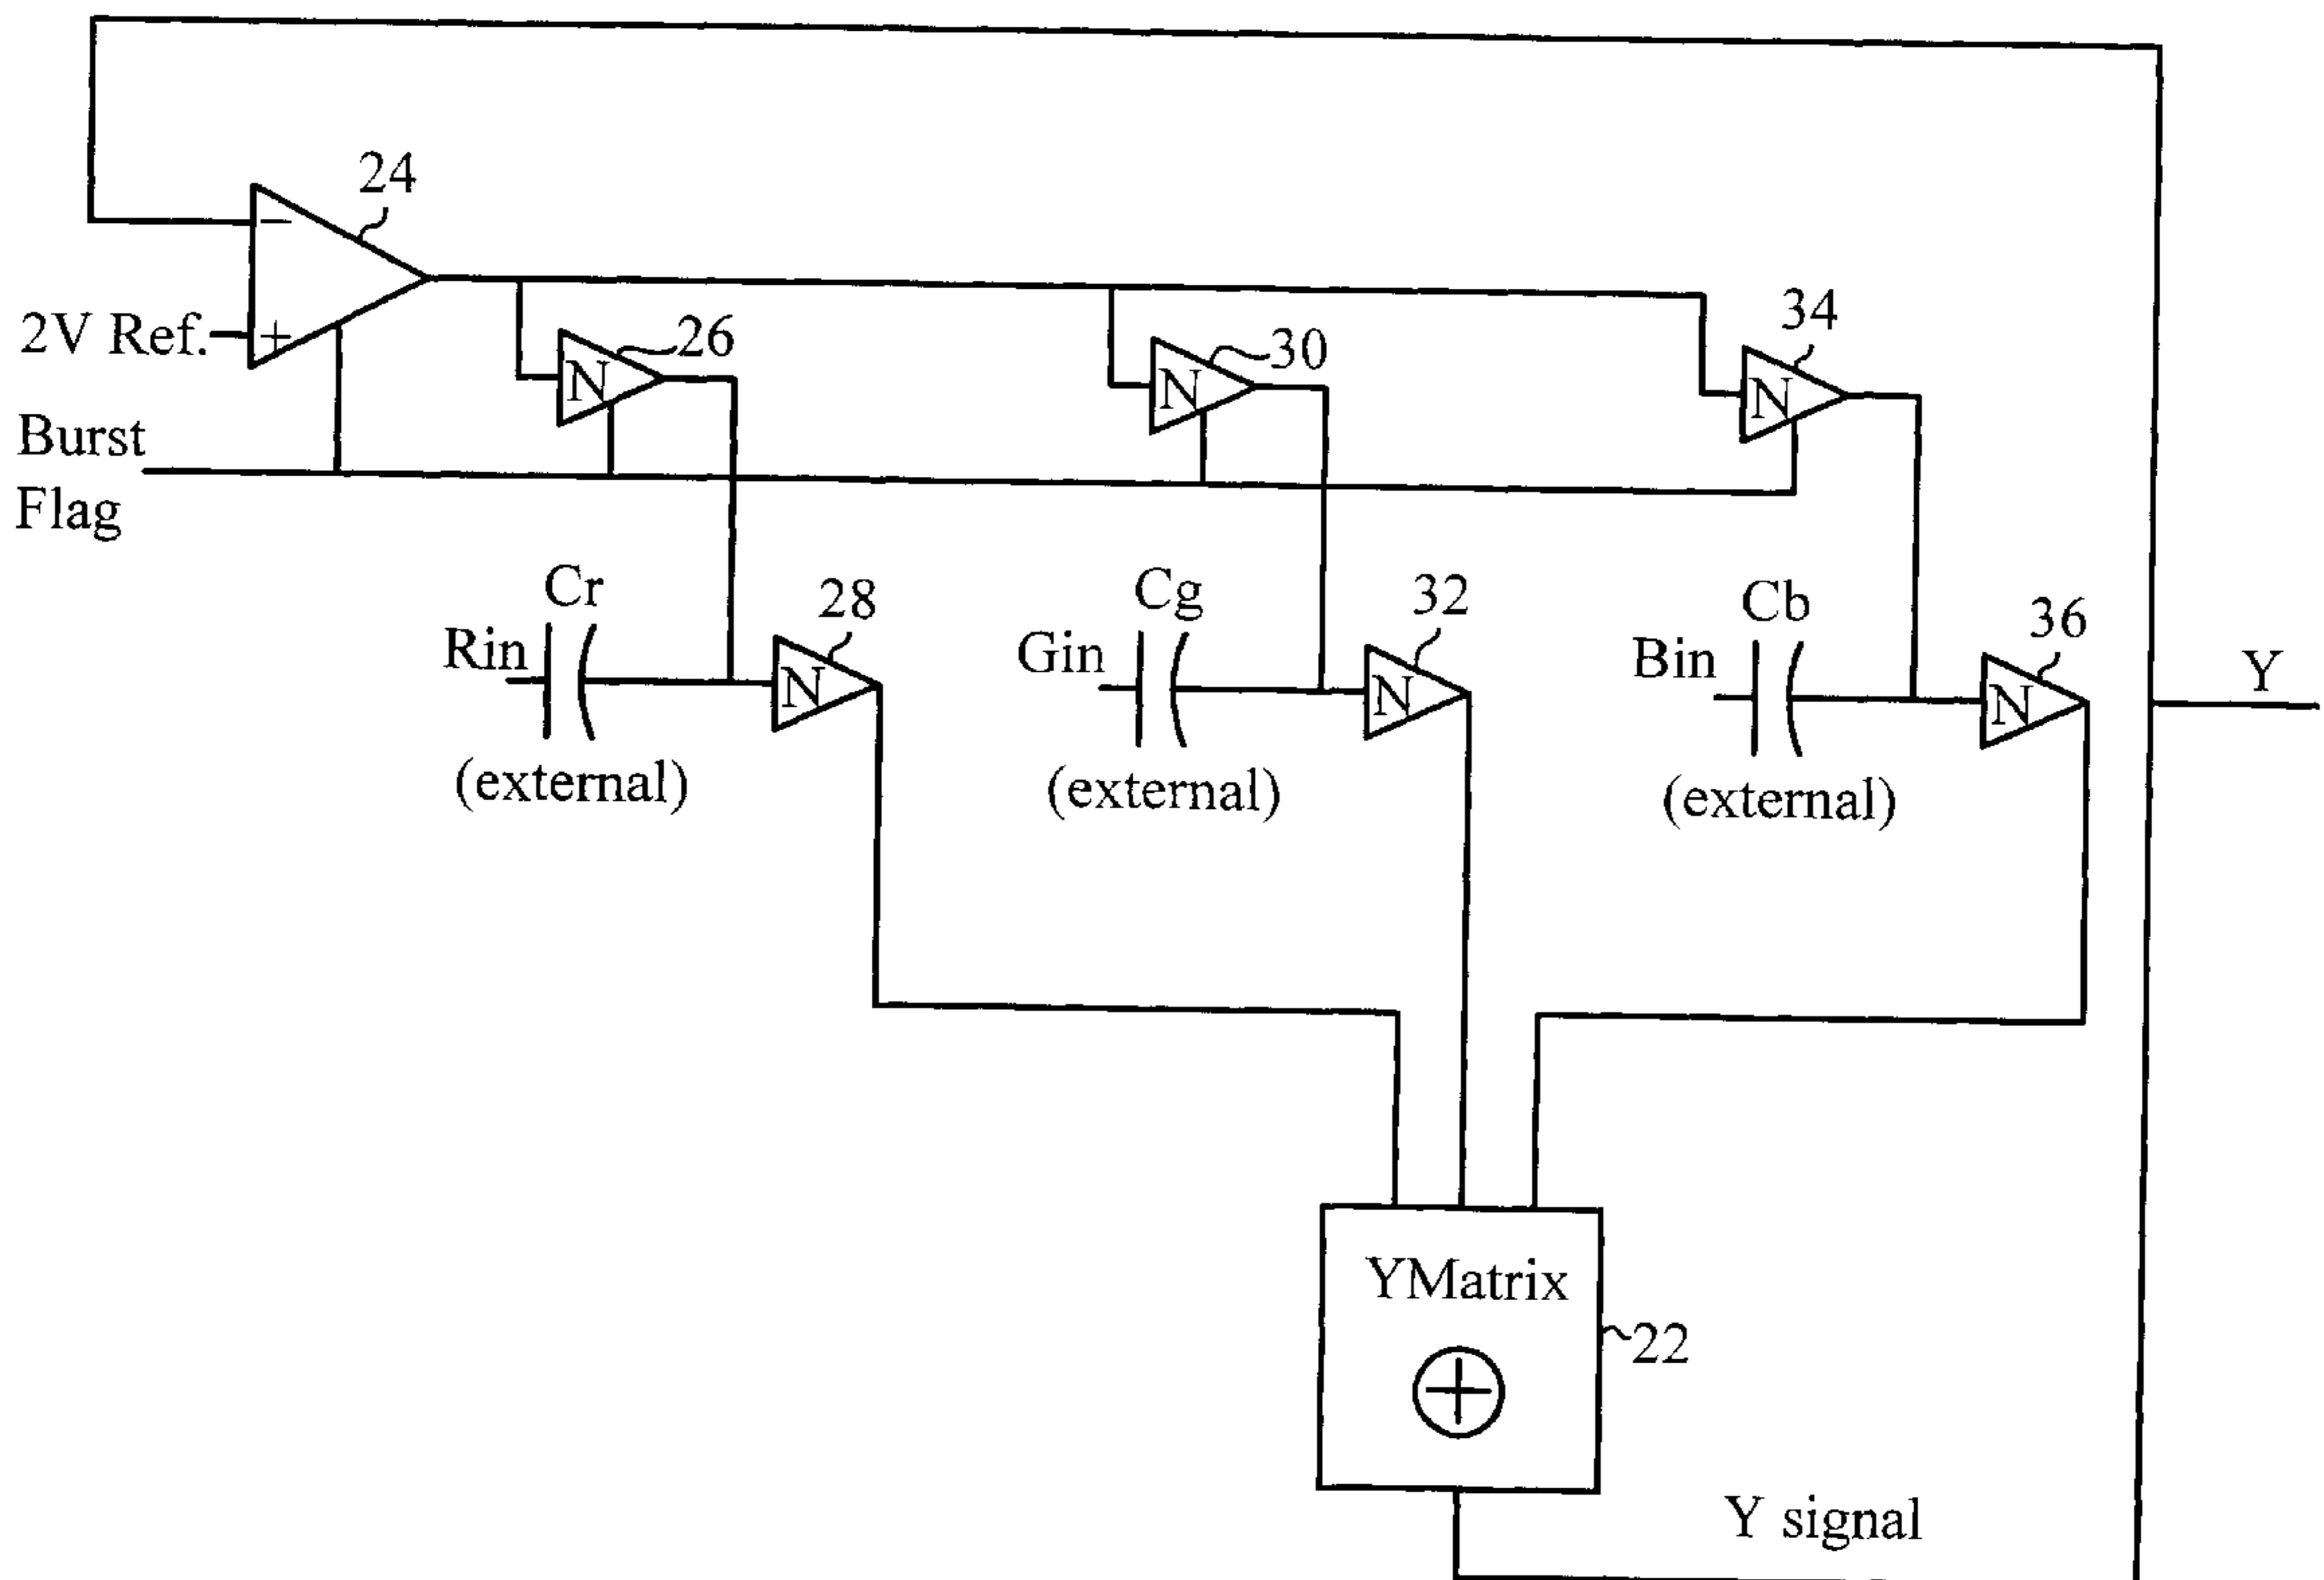 24
2V Ref.
−
+
N
26
N
30
N
34
Burst
Flag
Cr
Rin
N
28
(external)
Cg
Gin
N
32
(external)
Cb
Bin
N
36
(external)
Y
YMatrix
22
Y signal